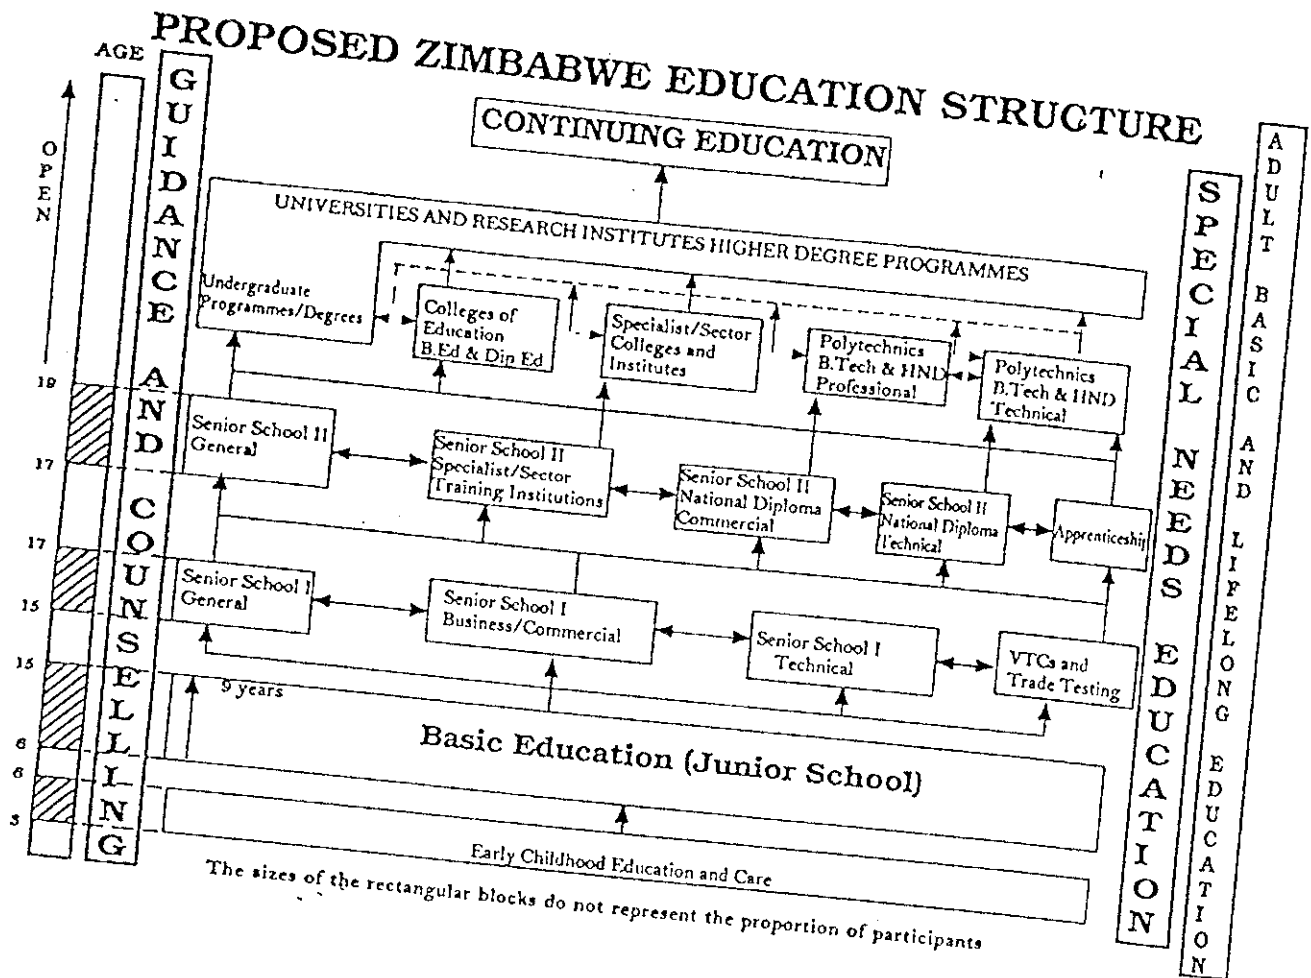 PROPOSED ZIMBABWE EDUCATION STRUCTURE
AGE
OPEN
GUIDANCE AND COUNSELLING
CONTINUING EDUCATION
UNIVERSITIES AND RESEARCH INSTITUTES HIGHER DEGREE PROGRAMMES
Undergraduate
Programmes/Degrees
Colleges of
Education
B.Ed & Dip Ed
Specialist/Sector
Colleges and
Institutes
Polytechnics
B.Tech & HND
Professional
Polytechnics
B.Tech & HND
Technical
19
Senior School II
General
Senior School II
Specialist/Sector
Training Institutions
Senior School II
National Diploma
Commercial
Senior School II
National Diploma
Technical
Apprenticeship
17
17
Senior School I
General
Senior School I
Business/Commercial
Senior School I
Technical
VTCs and
Trade Testing
15
15
9 years
Basic Education (Junior School)
6
6
3
Early Childhood Education and Care
The sizes of the rectangular blocks do not represent the proportion of participants
SPECIAL NEEDS EDUCATION
ADULT BASIC AND LIFELONG EDUCATION